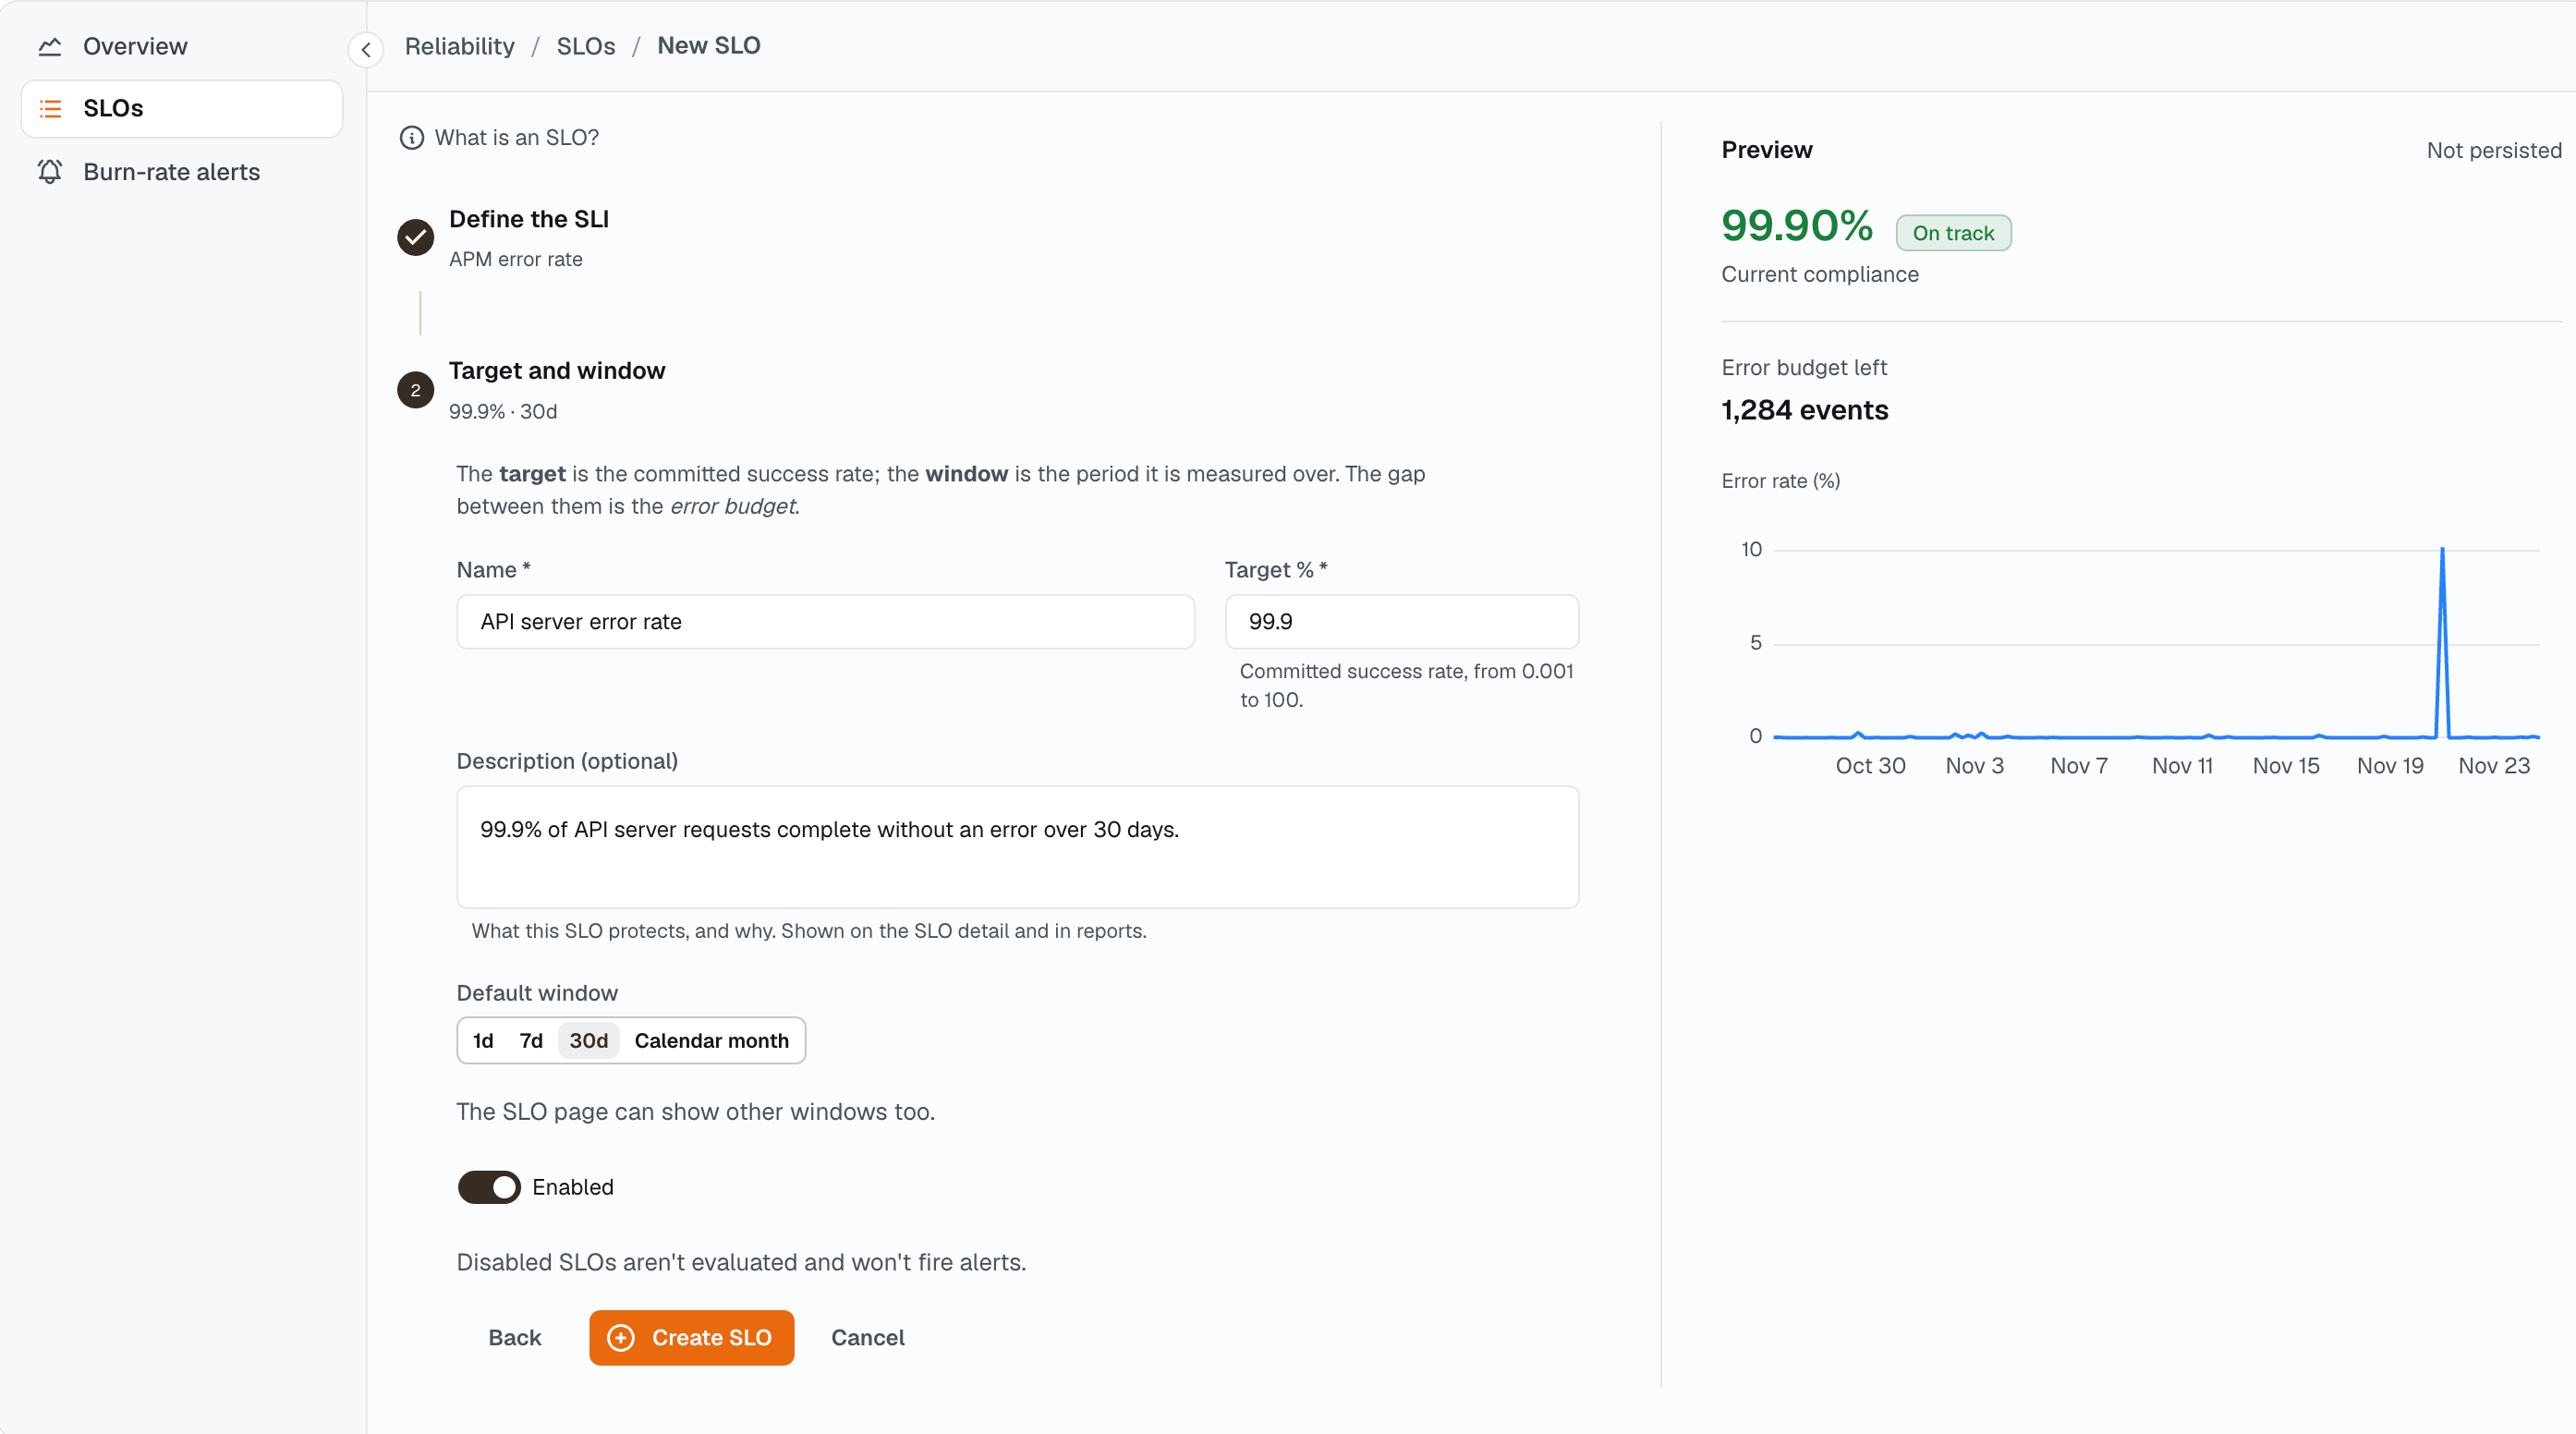 Overview
SLOs
Burn-rate alerts
Reliability / SLOs / New SLO
What is an SLO?
Define the SLI
APM error rate
2
Target and window
99.9% · 30d
The target is the committed success rate; the window is the period it is measured over. The gap
between them is the error budget.
Name *
Target % *
API server error rate
99.9
Committed success rate, from 0.001
to 100.
Description (optional)
99.9% of API server requests complete without an error over 30 days.
What this SLO protects, and why. Shown on the SLO detail and in reports.
Default window
1d 7d 30d Calendar month
The SLO page can show other windows too.
Enabled
Disabled SLOs aren't evaluated and won't fire alerts.
Back Create SLO Cancel
Preview
Not persisted
99.90% On track
Current compliance
Error budget left
1,284 events
Error rate (%)
10
5
0
Oct 30 Nov 3 Nov 7 Nov 11 Nov 15 Nov 19 Nov 23